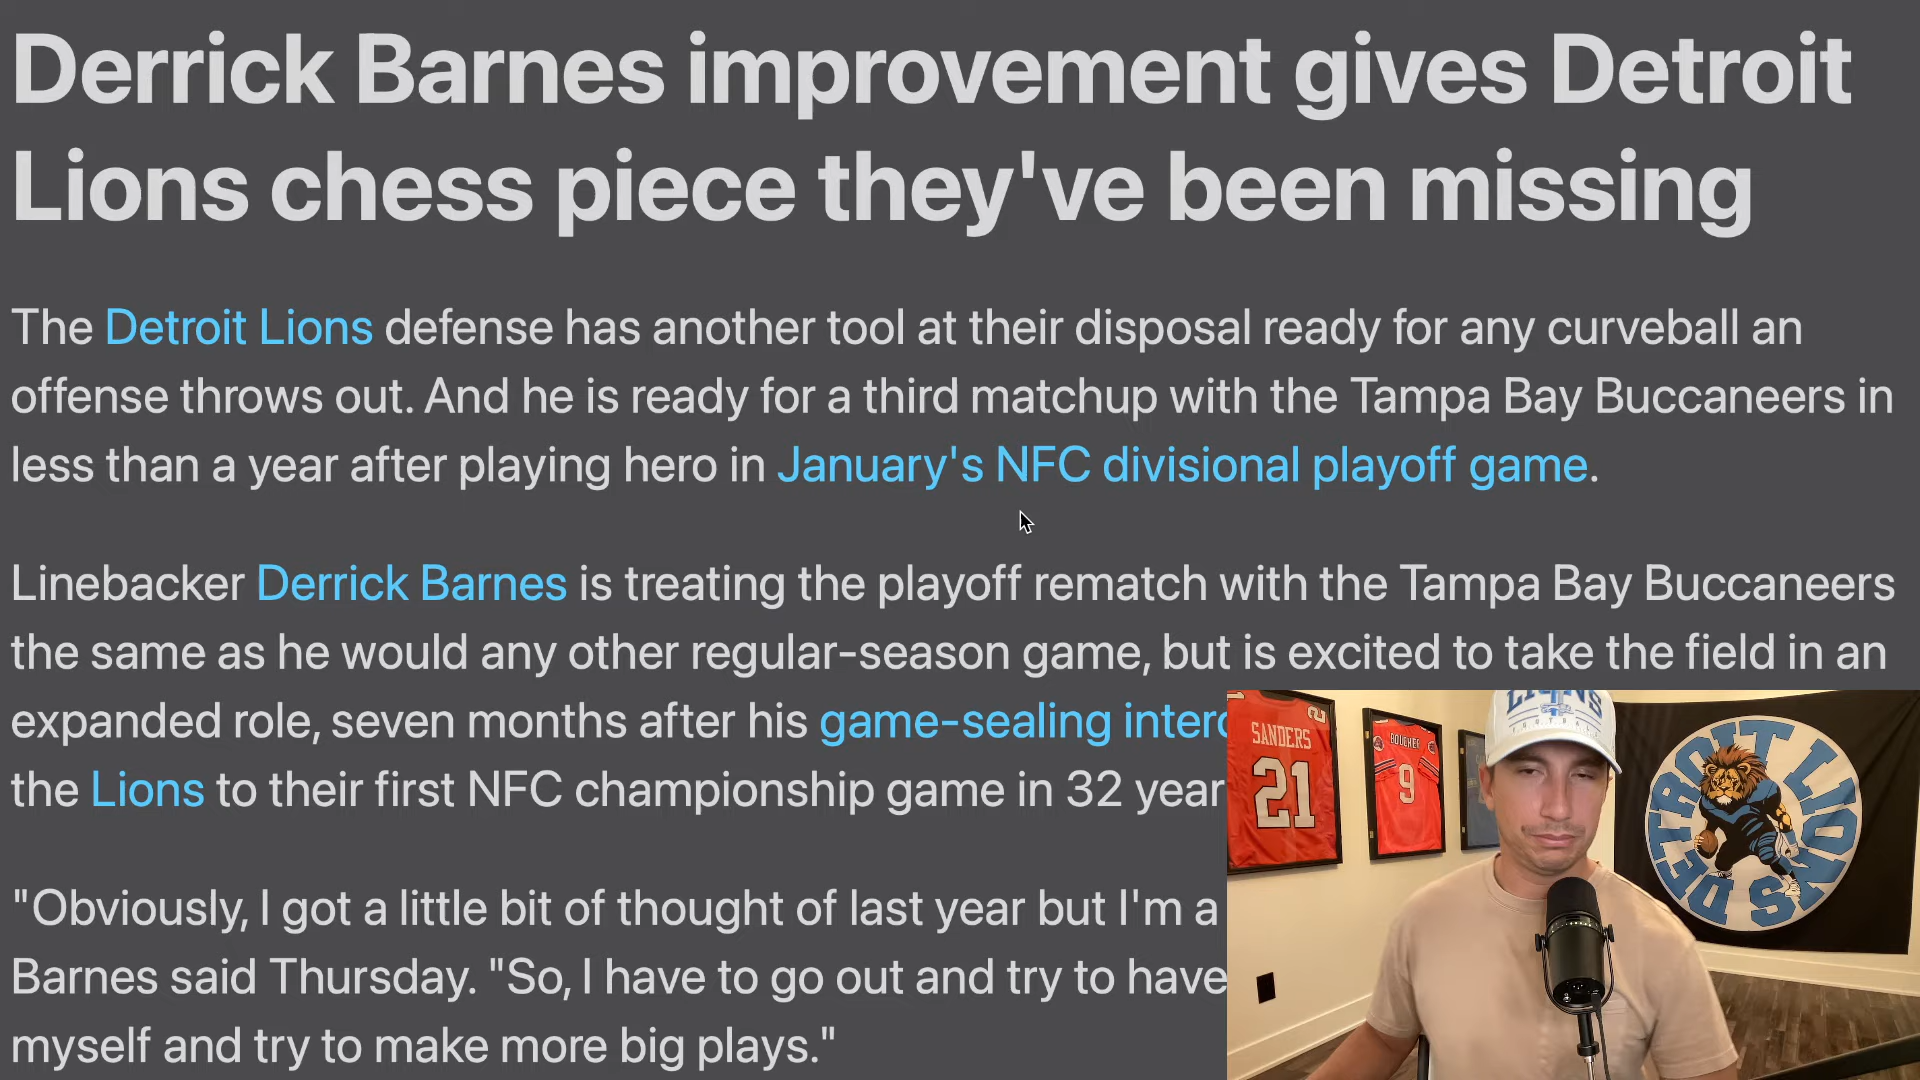 Derrick Barnes improvement gives Detroit
Lions chess piece they've been missing
The Detroit Lions defense has another tool at their disposal ready for any curveball an
offense throws out. And he is ready for a third matchup with the Tampa Bay Buccaneers in
less than a year after playing hero in January's NFC divisional playoff game.
Linebacker Derrick Barnes is treating the playoff rematch with the Tampa Bay Buccaneers
the same as he would any other regular-season game, but is excited to take the field in an
expanded role, seven months after his game-sealing interc
the Lions to their first NFC championship game in 32 year
"Obviously, I got a little bit of thought of last year but I'm a
Barnes said Thursday. "So, I have to go out and try to have
myself and try to make more big plays."
LIONS
FOOTBALL
SANDERS
21
21
9
DETROIT LIONS